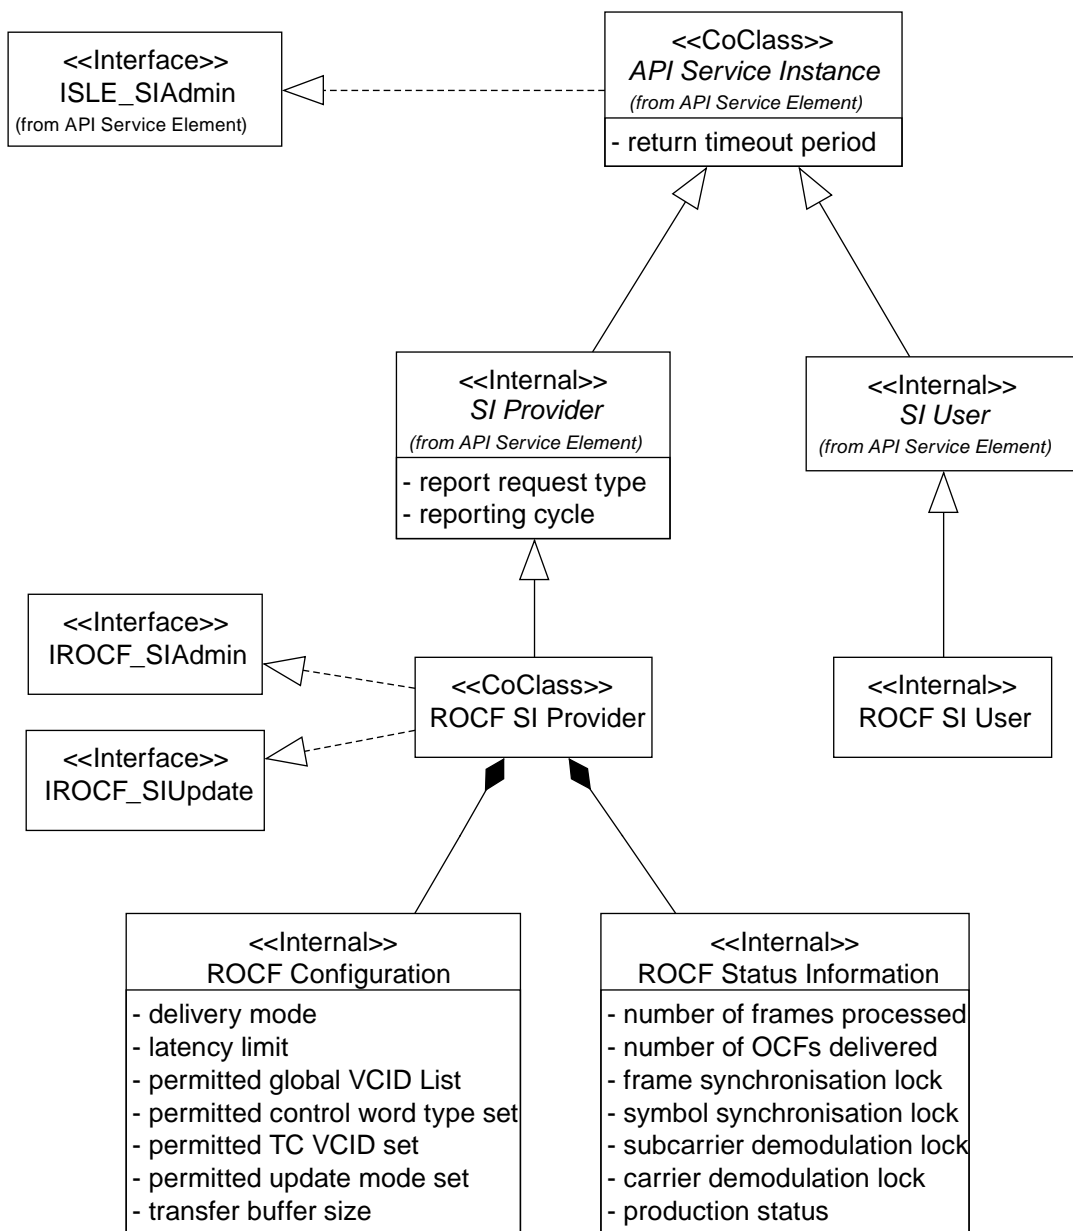 <<Interface>>
ISLE_SIAdmin
(from API Service Element)
<<CoClass>>
API Service Instance
(from API Service Element)
- return timeout period
<<Internal>>
SI Provider
(from API Service Element)
- report request type
- reporting cycle
<<Internal>>
SI User
(from API Service Element)
<<Interface>>
IROCF_SIAdmin
<<Interface>>
IROCF_SIUpdate
<<CoClass>>
ROCF SI Provider
<<Internal>>
ROCF SI User
<<Internal>>
ROCF Configuration
- delivery mode
- latency limit
- permitted global VCID List
- permitted control word type set
- permitted TC VCID set
- permitted update mode set
- transfer buffer size
<<Internal>>
ROCF Status Information
- number of frames processed
- number of OCFs delivered
- frame synchronisation lock
- symbol synchronisation lock
- subcarrier demodulation lock
- carrier demodulation lock
- production status